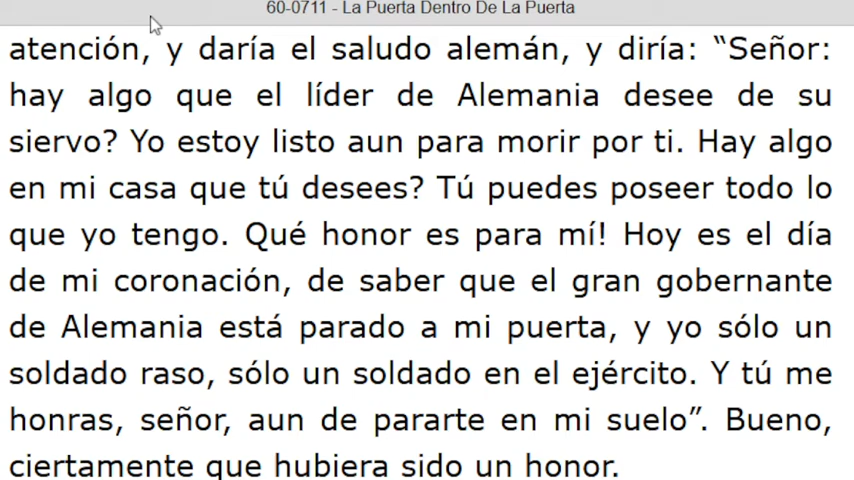 60-0711 - La Puerta Dentro De La Puerta
atención, y daría el saludo alemán, y diría: “Señor:
hay algo que el líder de Alemania desee de su
siervo? Yo estoy listo aun para morir por ti. Hay algo
en mi casa que tú desees? Tú puedes poseer todo lo
que yo tengo. Qué honor es para mí! Hoy es el día
de mi coronación, de saber que el gran gobernante
de Alemania está parado a mi puerta, y yo sólo un
soldado raso, sólo un soldado en el ejército. Y tú me
honras, señor, aun de pararte en mi suelo”. Bueno,
ciertamente que hubiera sido un honor.